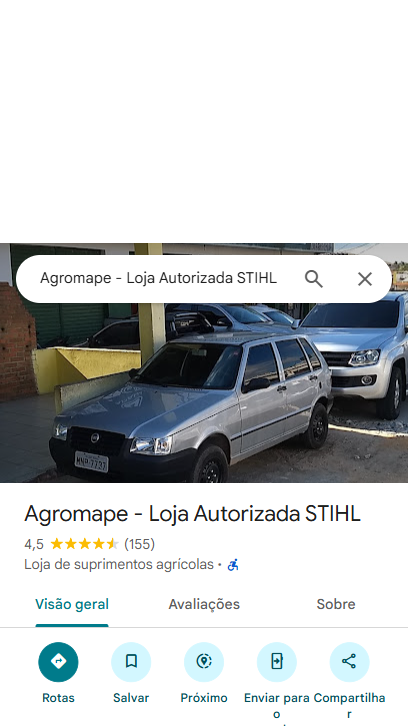 Agromape - Loja Autorizada STIHL
Agromape - Loja Autorizada STIHL
4,5 (155)
Loja de suprimentos agrícolas ·
Visão geral Avaliações Sobre
Rotas Salvar Próximo Enviar para o Compartilhar